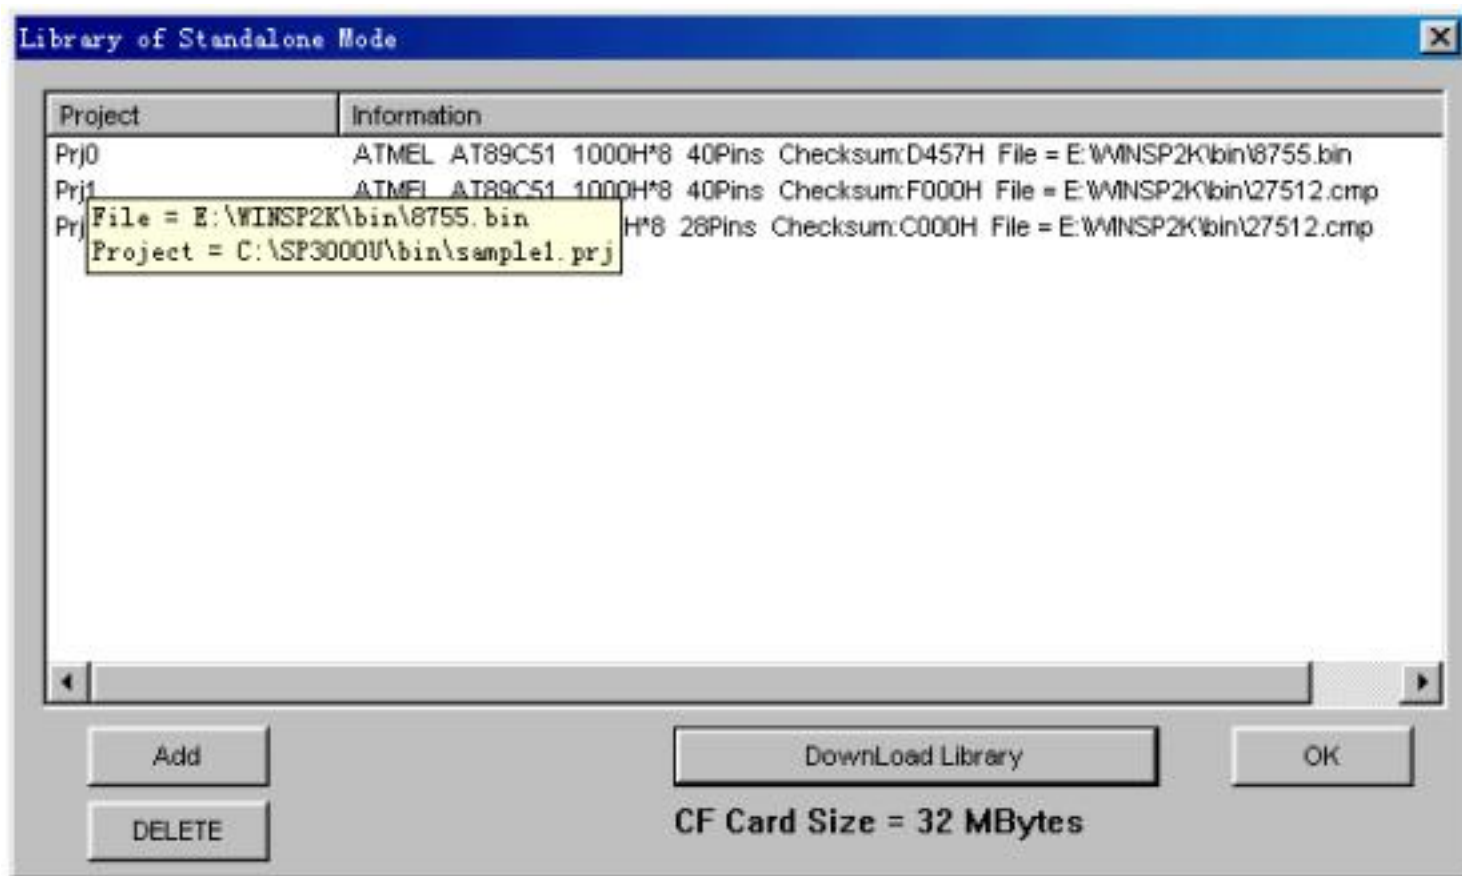 Library of Standalone Mode
Project Information
Prj0 ATMEL AT89C51 1000H*8 40Pins Checksum:D457H File = E:\WINSP2K\bin\8755.bin
Prj1 ATMEL AT89C51 1000H*8 40Pins Checksum:F000H File = E:\WINSP2K\bin\27512.cmp
Prj H*8 28Pins Checksum:C000H File = E:\WINSP2K\bin\27512.cmp
File = E:\WINSP2K\bin\8755.bin
Project = C:\SP3000U\bin\sample1.prj
Add DownLoad Library OK
DELETE CF Card Size = 32 MBytes